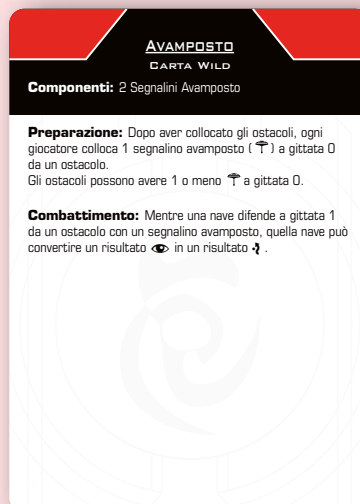 Avamposto
Carta Wild
Componenti: 2 Segnalini Avamposto
Preparazione: Dopo aver collocato gli ostacoli, ogni
giocatore colloca 1 segnalino avamposto ( ) a gittata 0
da un ostacolo.
Gli ostacoli possono avere 1 o meno a gittata 0.
Combattimento: Mentre una nave difende a gittata 1
da un ostacolo con un segnalino avamposto, quella nave può
convertire un risultato in un risultato .